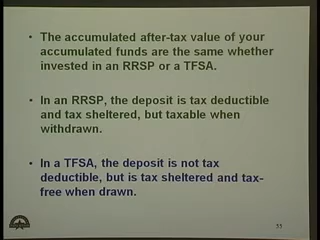 • The accumulated after-tax value of your
accumulated funds are the same whether
invested in an RRSP or a TFSA.
• In an RRSP, the deposit is tax deductible
and tax sheltered, but taxable when
withdrawn.
• In a TFSA, the deposit is not tax
deductible, but is tax sheltered and tax-
free when drawn.